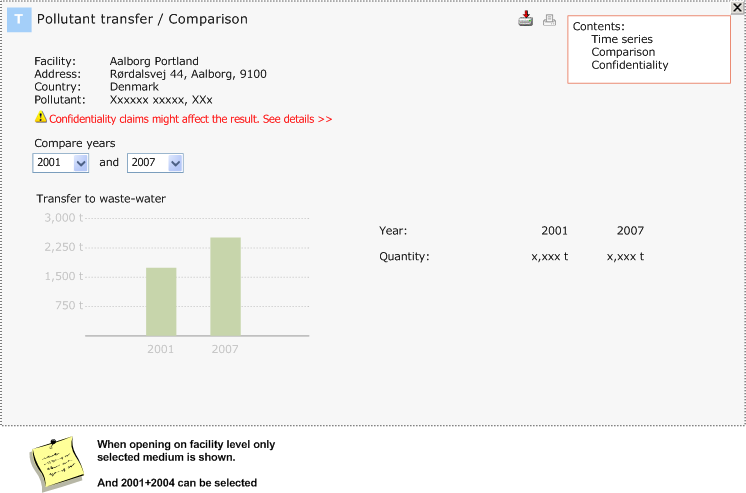 T Pollutant transfer / Comparison
Contents:
Time series
Comparison
Confidentiality
Facility: Aalborg Portland
Address: Rørdalsvej 44, Aalborg, 9100
Country: Denmark
Pollutant: Xxxxxx xxxxx, XXx
Confidentiality claims might affect the result. See details >>
Compare years
2001 and 2007
Transfer to waste-water
3,000 t
2,250 t
1,500 t
750 t
2001 2007
Year: 2001 2007
Quantity: x,xxx t x,xxx t
When opening on facility level only
selected medium is shown.
And 2001+2004 can be selected